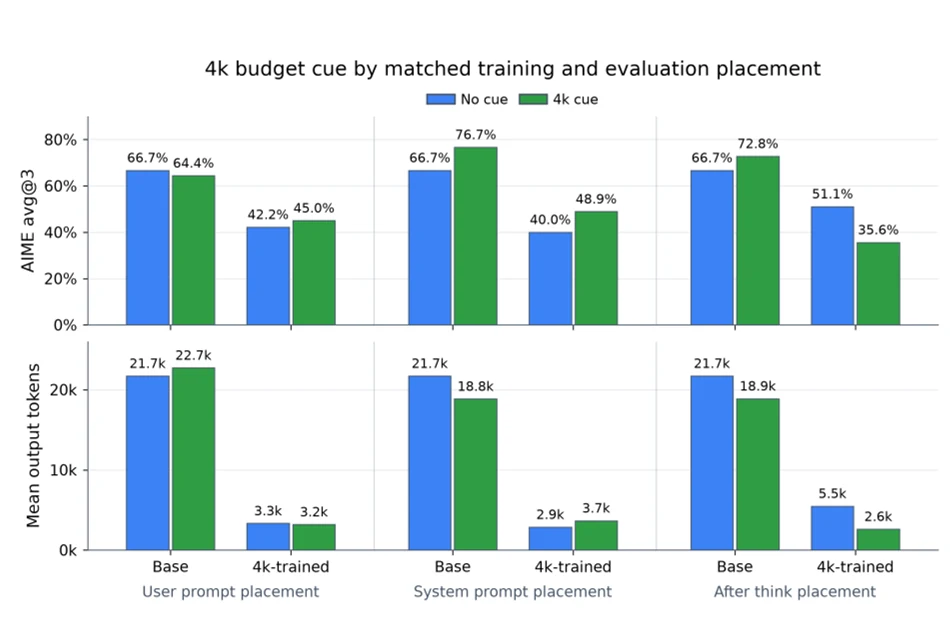 4k budget cue by matched training and evaluation placement
No cue 4k cue
AIME avg@3
80%
60%
40%
20%
0%
66.7% 64.4% 42.2% 45.0%
66.7% 76.7% 40.0% 48.9%
66.7% 72.8% 51.1% 35.6%
Mean output tokens
20k
10k
0k
21.7k 22.7k 3.3k 3.2k
21.7k 18.8k 2.9k 3.7k
21.7k 18.9k 5.5k 2.6k
Base 4k-trained Base 4k-trained Base 4k-trained
User prompt placement System prompt placement After think placement